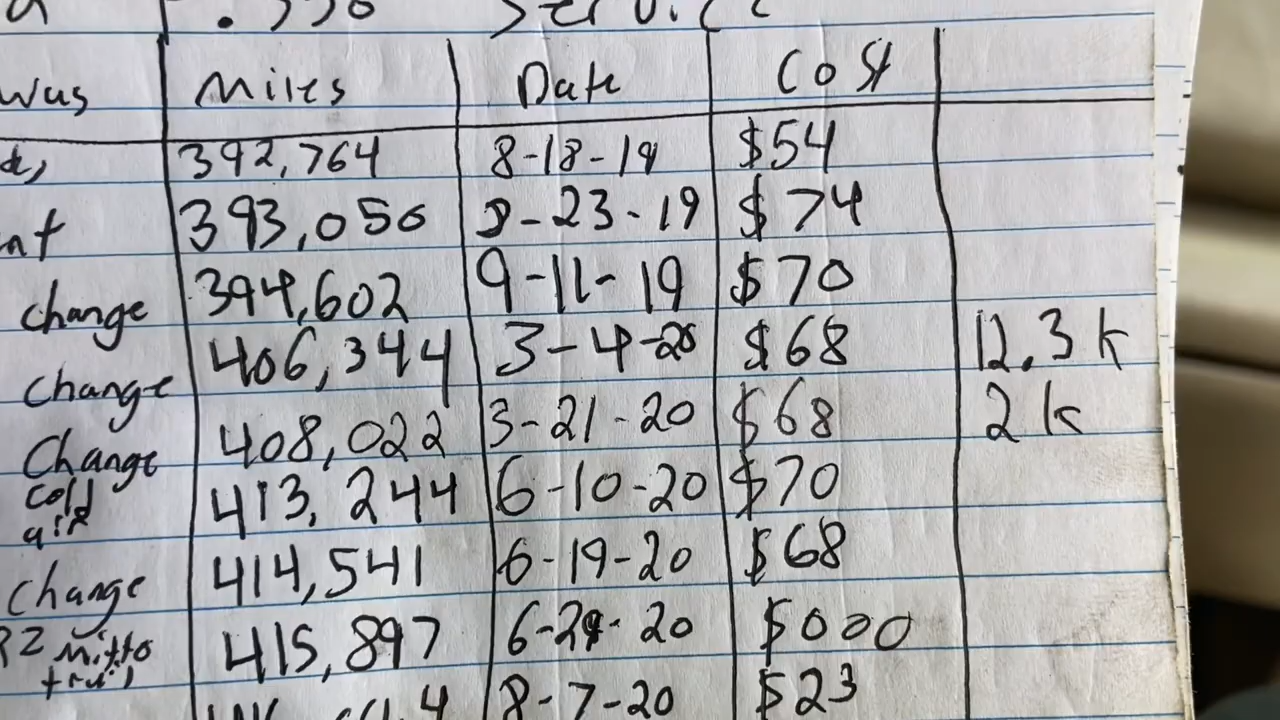 was Miles Date Cost
392,764 8-18-19 $54
393,050 8-23-19 $74
change 394,602 9-11-19 $70
change 406,344 3-4-20 $68 12.3k
Change 408,022 3-21-20 $68 2k
cold air 413,244 6-10-20 $70
change 414,541 6-19-20 $68
415,897 $000
8-7-20 $23